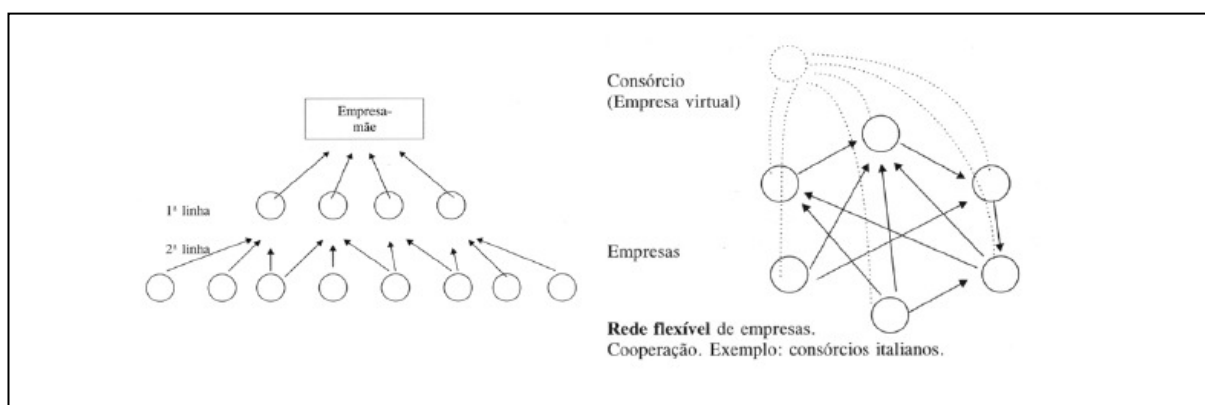 Empresa-
mãe
1ª linha
2ª linha
Consórcio
(Empresa virtual)
Empresas
Rede flexível de empresas.
Cooperação. Exemplo: consórcios italianos.